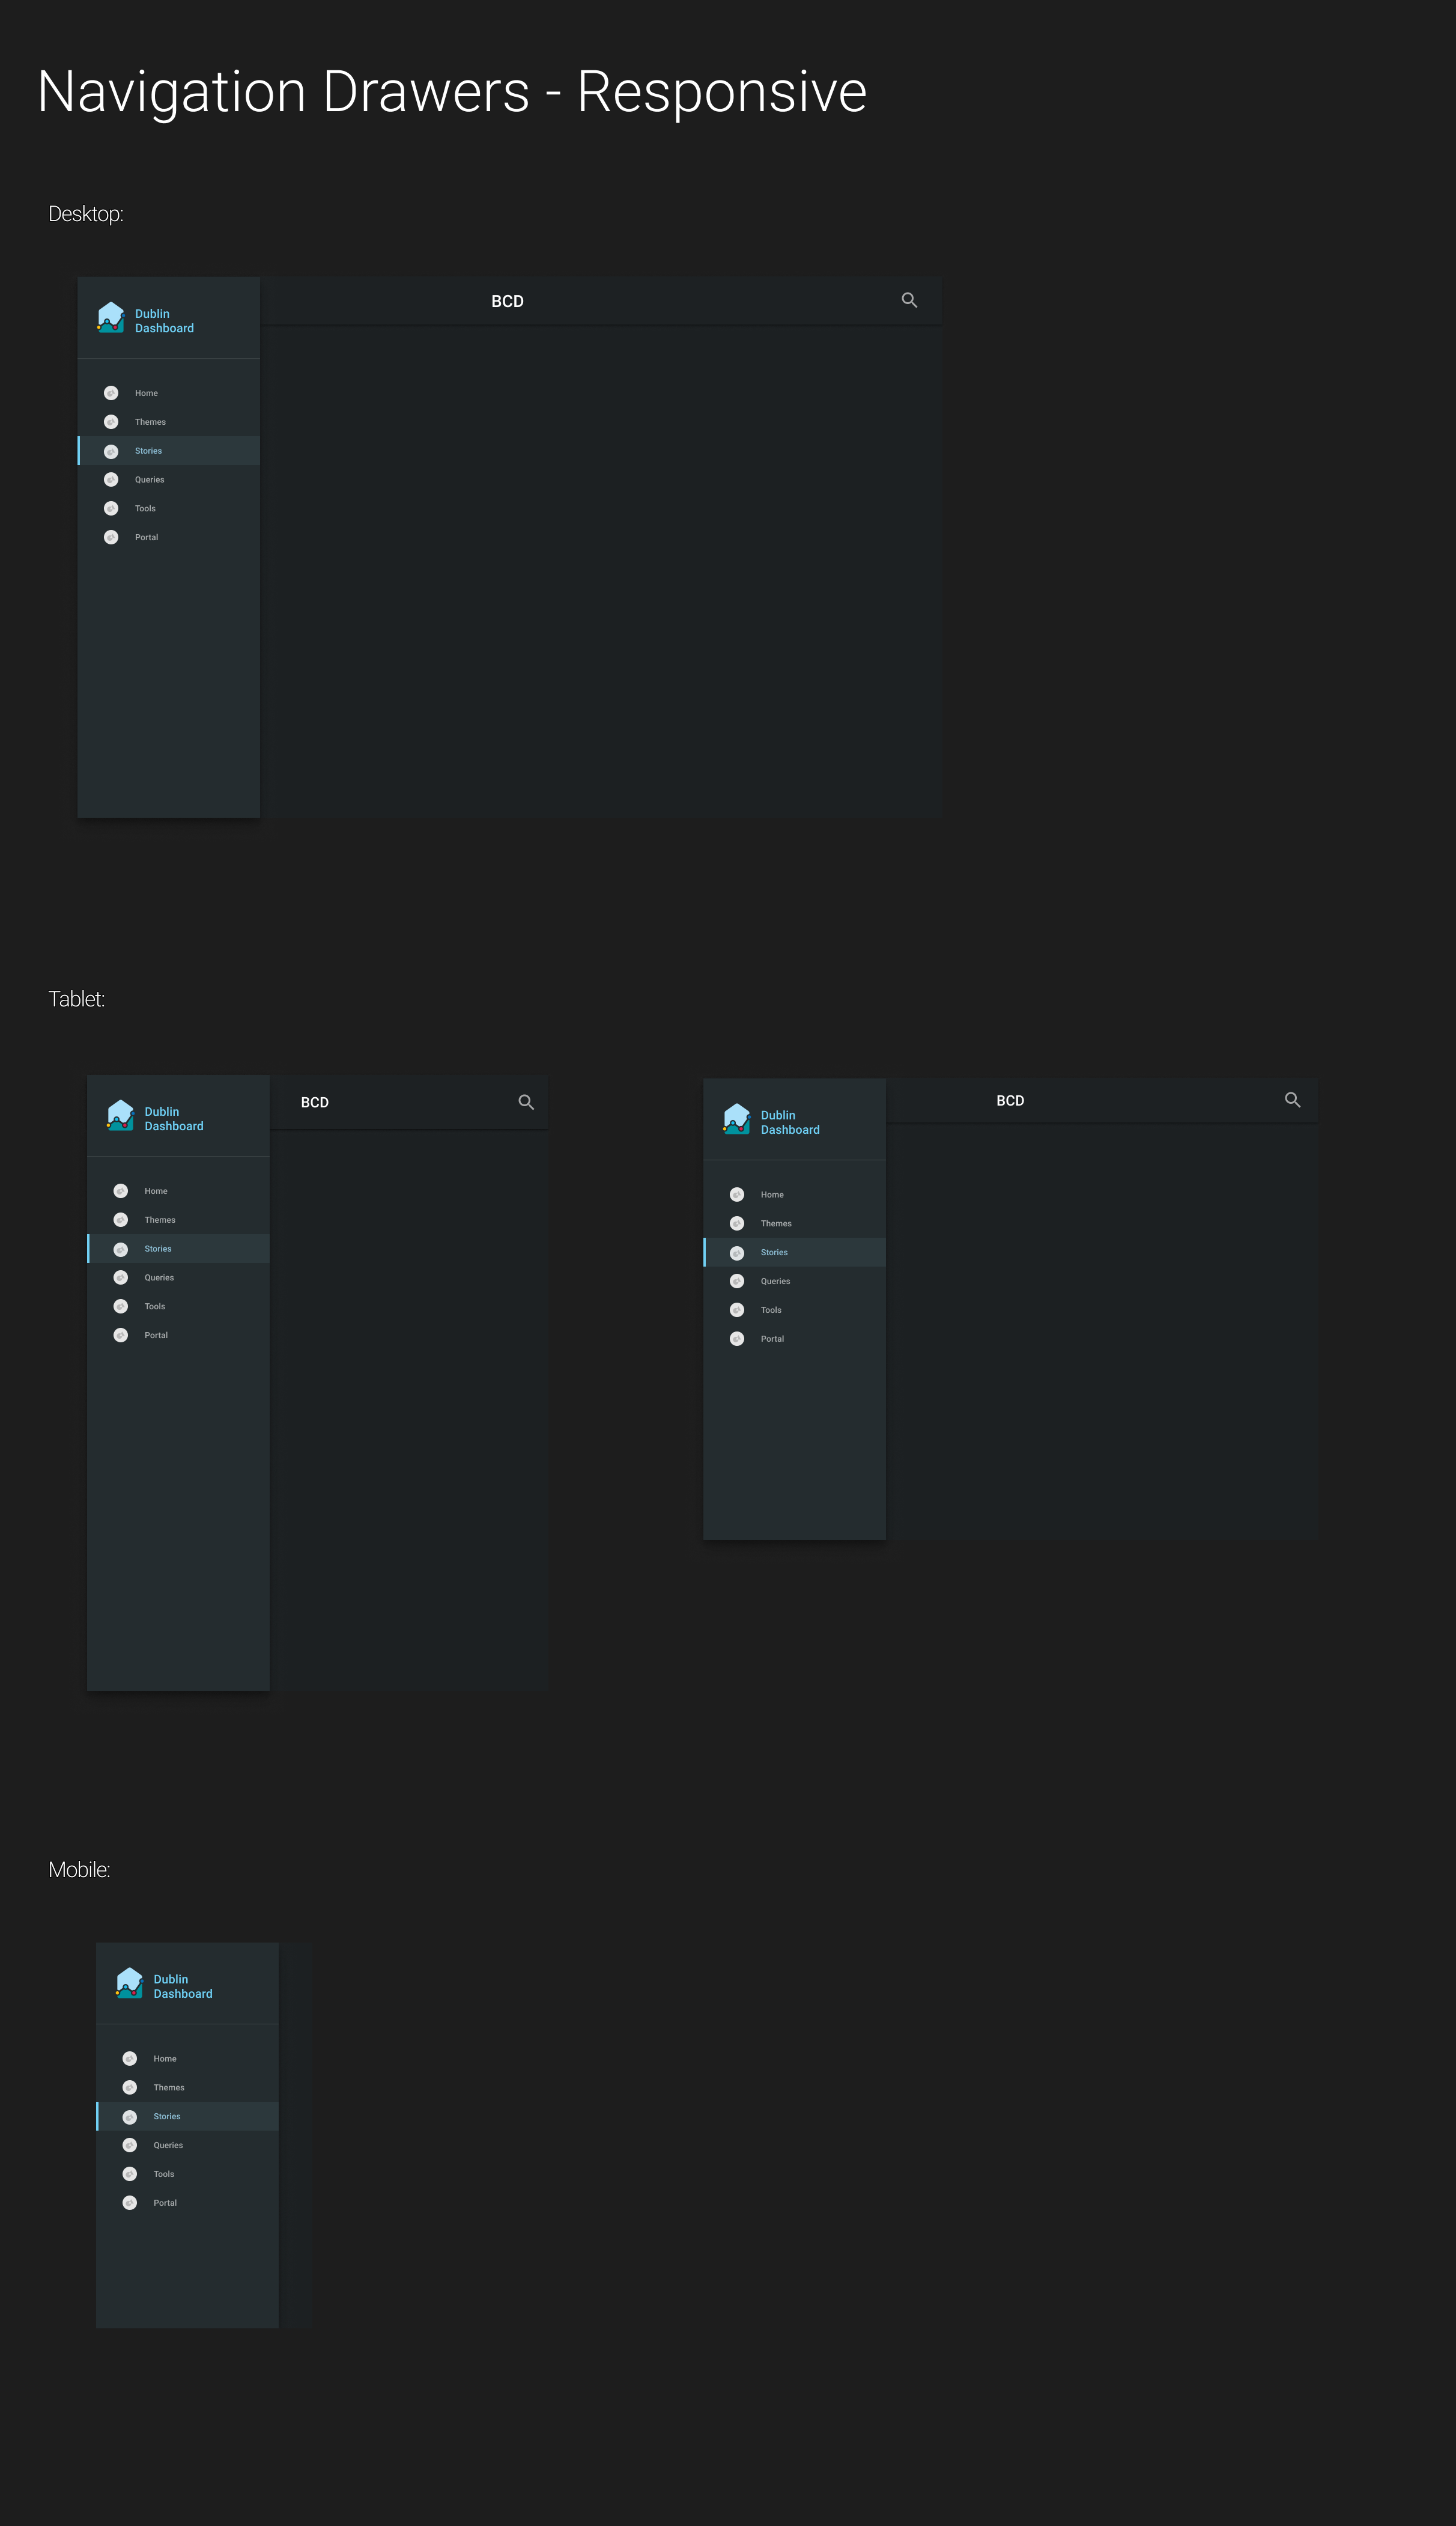 Navigation Drawers - Responsive
Desktop:
Dublin
Dashboard
BCD
Home
Themes
Stories
Queries
Tools
Portal
Tablet:
Dublin
Dashboard
BCD
Home
Themes
Stories
Queries
Tools
Portal
Dublin
Dashboard
BCD
Home
Themes
Stories
Queries
Tools
Portal
Mobile:
Dublin
Dashboard
Home
Themes
Stories
Queries
Tools
Portal